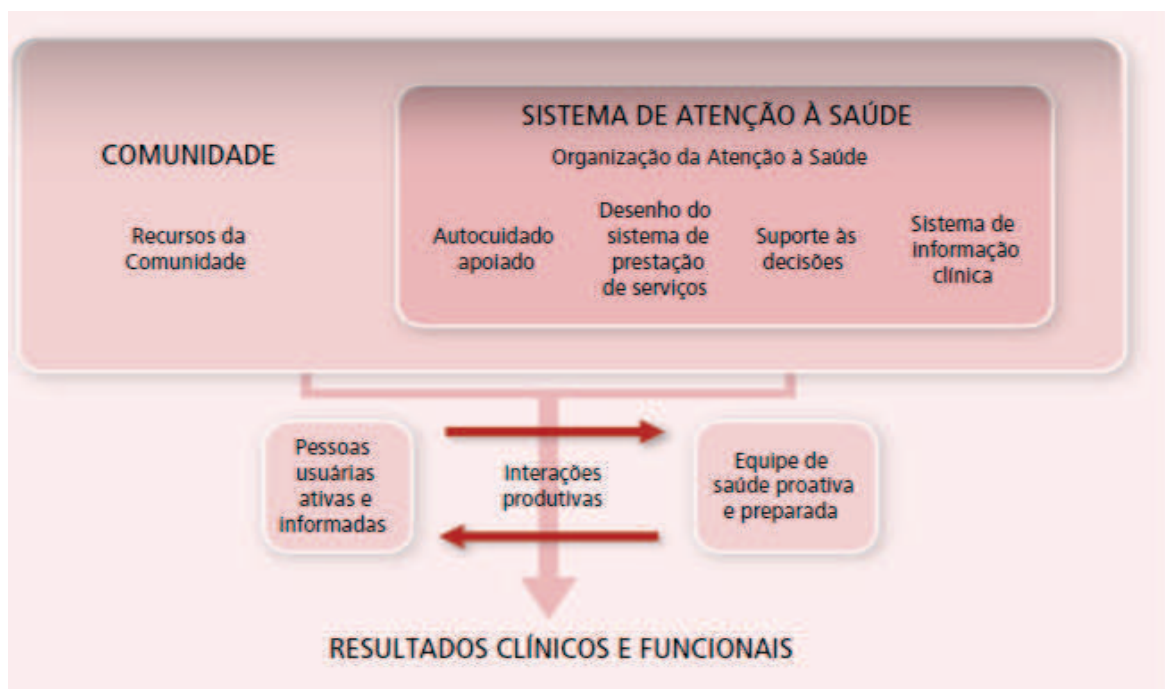 SISTEMA DE ATENÇÃO À SAÚDE
Organização da Atenção à Saúde
COMUNIDADE
Recursos da
Comunidade
Autocuidado
apoiado
Desenho do
sistema de
prestação
de serviços
Suporte às
decisões
Sistema de
informação
clínica
Pessoas
usuárias
ativas e
informadas
Interações
produtivas
Equipe de
saúde proativa
e preparada
RESULTADOS CLÍNICOS E FUNCIONAIS